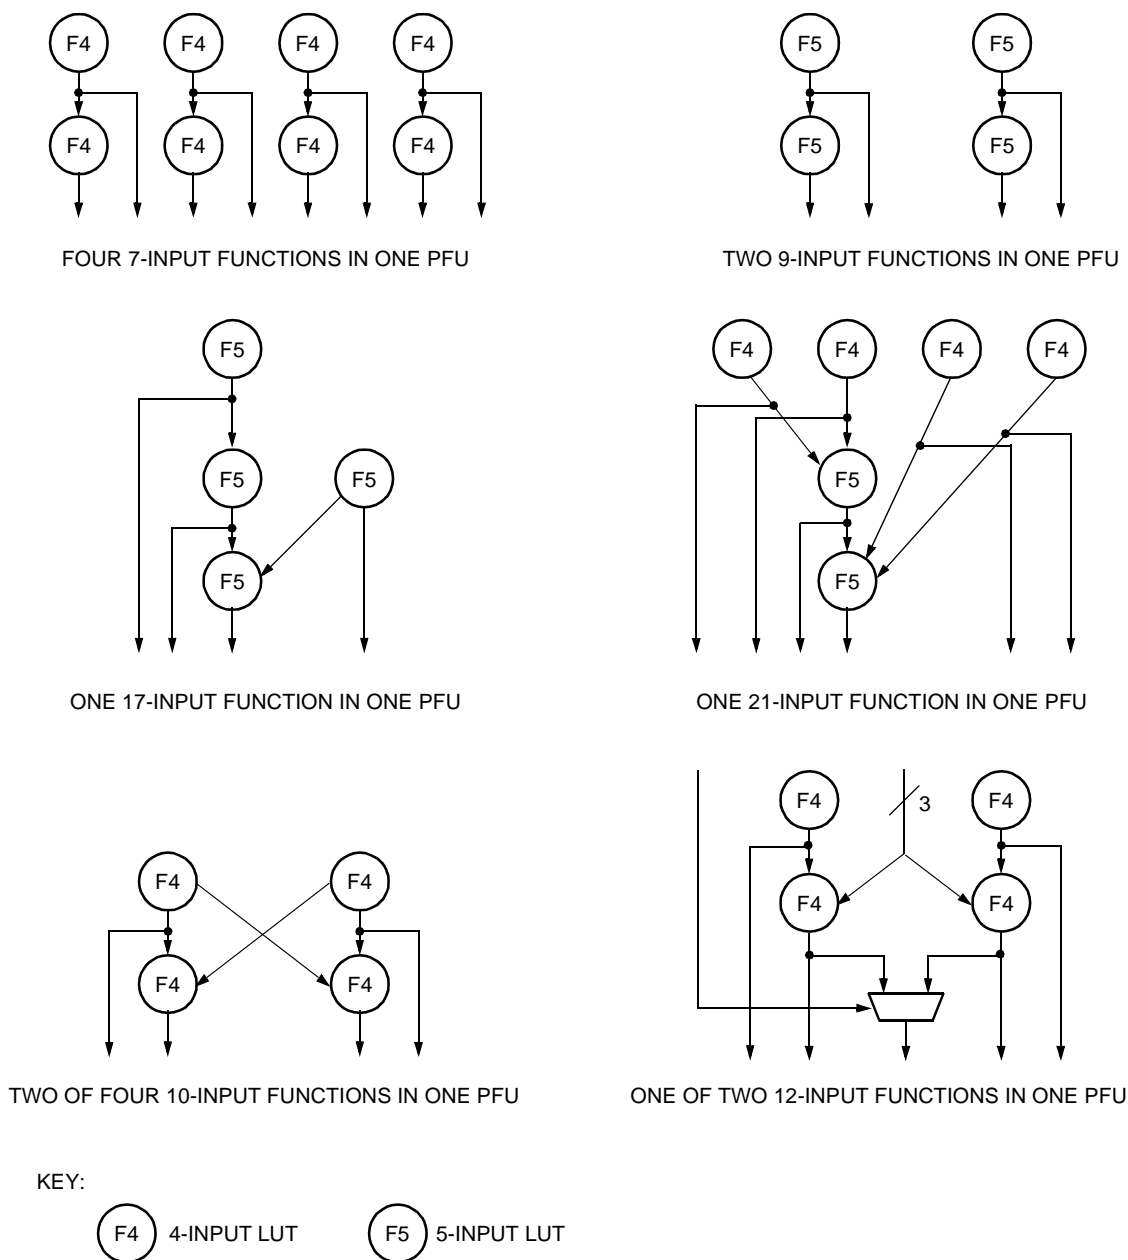 F4 F4 F4 F4
F4 F4 F4 F4
FOUR 7-INPUT FUNCTIONS IN ONE PFU
F5 F5
F5 F5
TWO 9-INPUT FUNCTIONS IN ONE PFU
F5
F5 F5
F5
ONE 17-INPUT FUNCTION IN ONE PFU
F4 F4 F4 F4
F5
F5
ONE 21-INPUT FUNCTION IN ONE PFU
F4 F4
F4 F4
TWO OF FOUR 10-INPUT FUNCTIONS IN ONE PFU
F4 3 F4
F4 F4
ONE OF TWO 12-INPUT FUNCTIONS IN ONE PFU
KEY:
F4 4-INPUT LUT F5 5-INPUT LUT